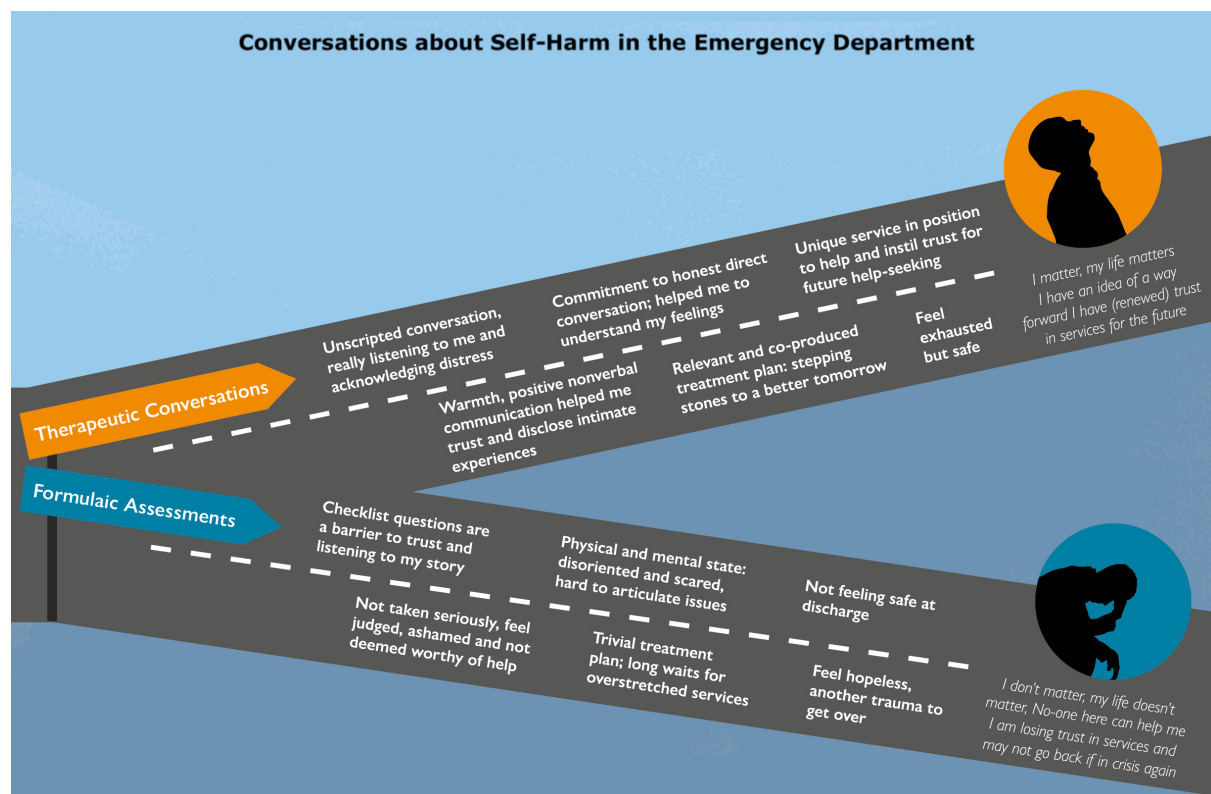 Conversations about Self-Harm in the Emergency Department
Therapeutic Conversations
Unscripted conversation,
really listening to me and
acknowledging distress
Warmth, positive nonverbal
communication helped me
trust and disclose intimate
experiences
Commitment to honest direct
conversation; helped me to
understand my feelings
Relevant and co-produced
treatment plan: stepping
stones to a better tomorrow
Unique service in position
to help and instil trust for
future help-seeking
Feel
exhausted
but safe
I matter, my life matters
I have an idea of a way
forward I have (renewed) trust
in services for the future
Formulaic Assessments
Checklist questions are
a barrier to trust and
listening to my story
Not taken seriously, feel
judged, ashamed and not
deemed worthy of help
Physical and mental state:
disoriented and scared,
hard to articulate issues
Trivial treatment
plan; long waits for
overstretched services
Not feeling safe at
discharge
Feel hopeless,
another trauma to
get over
I don't matter, my life doesn't
matter, No-one here can help me
I am losing trust in services and
may not go back if in crisis again